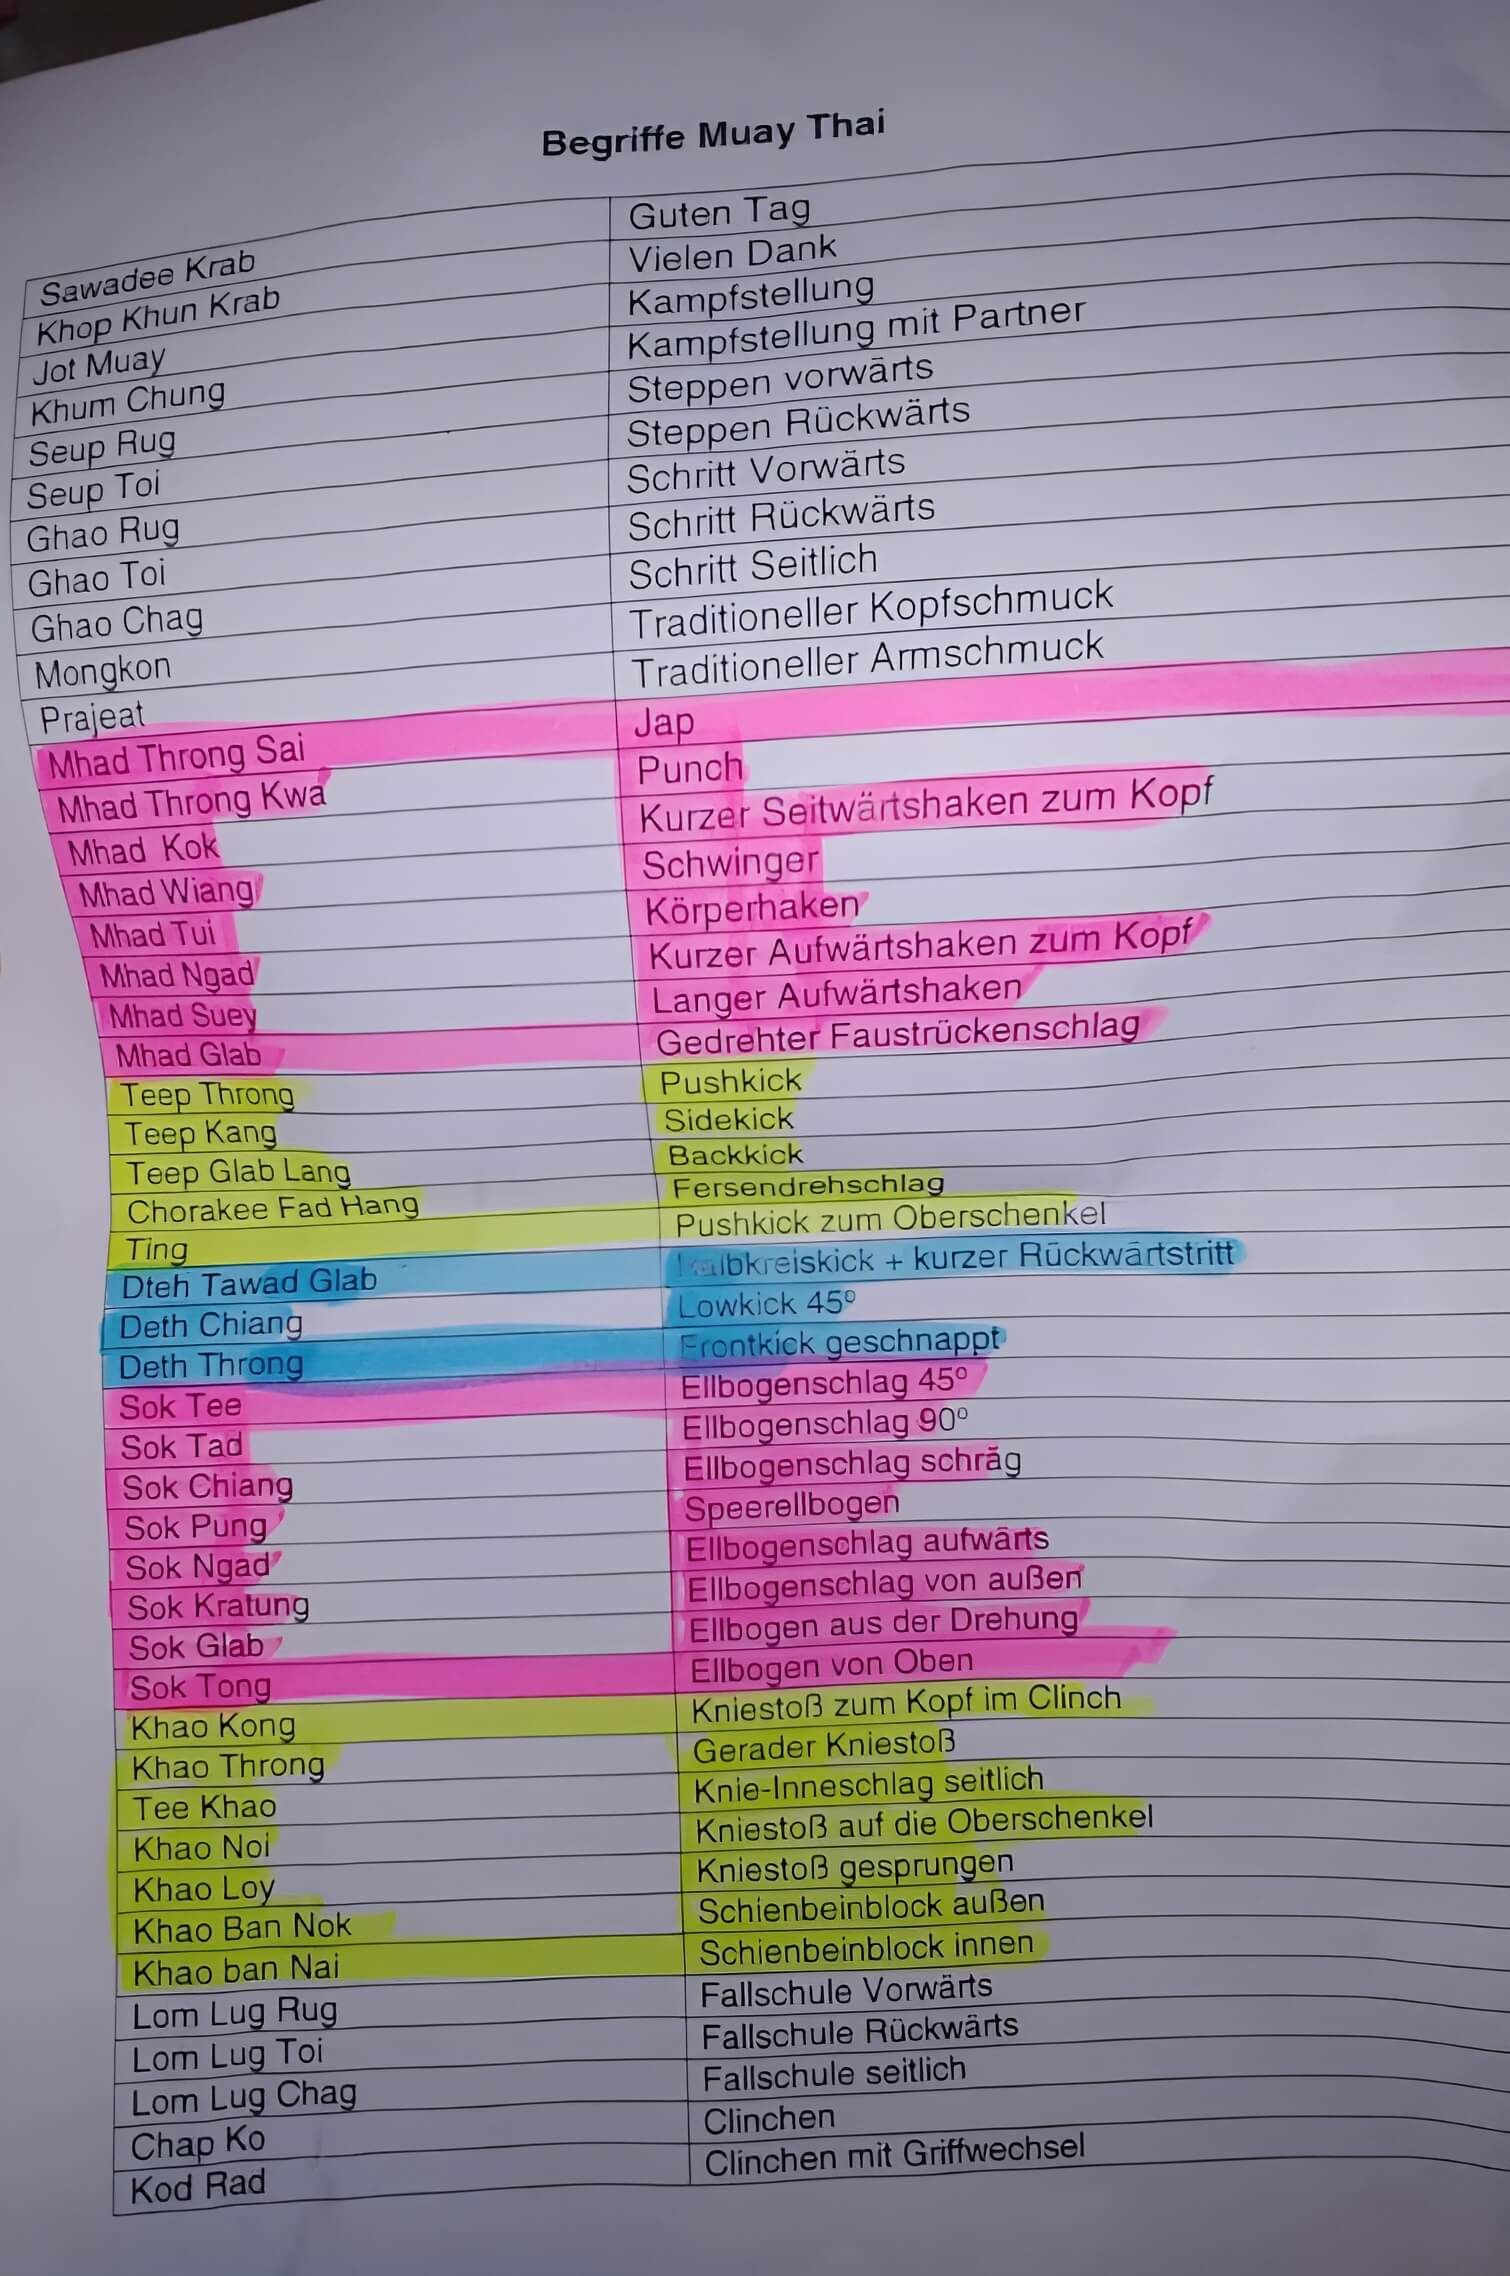 Begriffe Muay Thai
Sawadee Krab Guten Tag
Khop Khun Krab Vielen Dank
Jot Muay Kampfstellung
Khum Chung Kampfstellung mit Partner
Seup Rug Steppen vorwärts
Seup Toi Steppen Rückwärts
Ghao Rug Schritt Vorwärts
Ghao Toi Schritt Rückwärts
Ghao Chag Schritt Seitlich
Mongkon Traditioneller Kopfschmuck
Prajeat Traditioneller Armschmuck
Mhad Throng Sai Jap
Mhad Throng Kwa Punch
Mhad Kok Kurzer Seitwärtshaken zum Kopf
Mhad Wiang Schwinger
Mhad Tui Körperhaken
Mhad Ngad Kurzer Aufwärtshaken zum Kopf
Mhad Suey Langer Aufwärtshaken
Mhad Glab Gedrehter Faustrückenschlag
Teep Throng Pushkick
Teep Kang Sidekick
Teep Glab Lang Backkick
Chorakee Fad Hang Fersendrehschlag
Ting Pushkick zum Oberschenkel
Dteh Tawad Glab Halbkreiskick + kurzer Rückwärtstritt
Deth Chiang Lowkick 45º
Deth Throng Frontkick geschnappt
Sok Tee Ellbogenschlag 45º
Sok Tad Ellbogenschlag 90º
Sok Chiang Ellbogenschlag schräg
Sok Pung Speerellbogen
Sok Ngad Ellbogenschlag aufwärts
Sok Kratung Ellbogenschlag von außen
Sok Glab Ellbogen aus der Drehung
Sok Tong Ellbogen von Oben
Khao Kong Kniestoß zum Kopf im Clinch
Khao Throng Gerader Kniestoß
Tee Khao Knie-Inneschlag seitlich
Khao Noi Kniestoß auf die Oberschenkel
Khao Loy Kniestoß gesprungen
Khao Ban Nok Schienbeinblock außen
Khao ban Nai Schienbeinblock innen
Lom Lug Rug Fallschule Vorwärts
Lom Lug Toi Fallschule Rückwärts
Lom Lug Chag Fallschule seitlich
Chap Ko Clinchen
Kod Rad Clinchen mit Griffwechsel